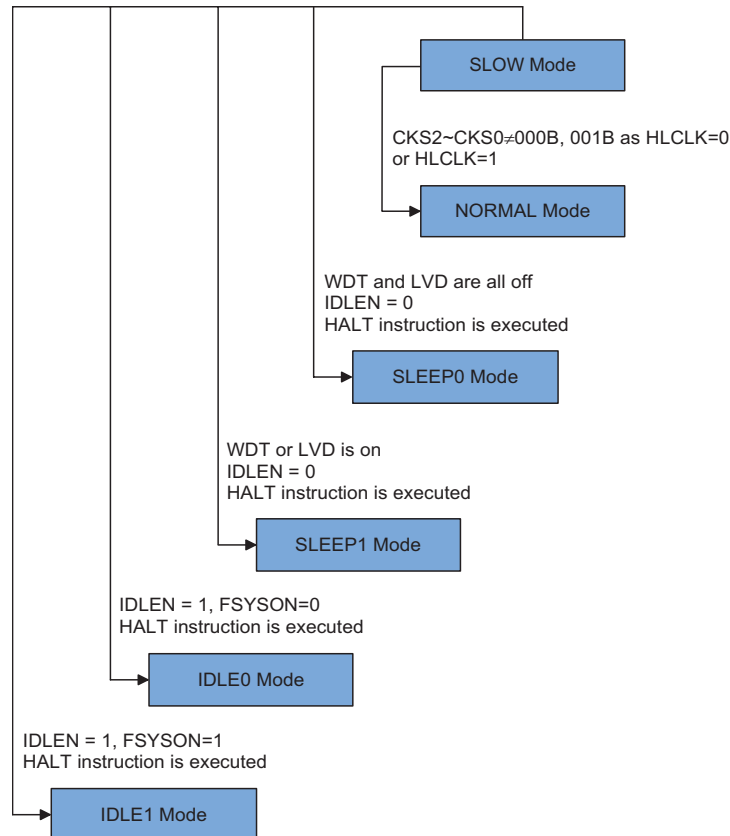 SLOW Mode
CKS2~CKS0≠000B, 001B as HLCLK=0
or HLCLK=1
NORMAL Mode
WDT and LVD are all off
IDLEN = 0
HALT instruction is executed
SLEEP0 Mode
WDT or LVD is on
IDLEN = 0
HALT instruction is executed
SLEEP1 Mode
IDLEN = 1, FSYSON=0
HALT instruction is executed
IDLE0 Mode
IDLEN = 1, FSYSON=1
HALT instruction is executed
IDLE1 Mode